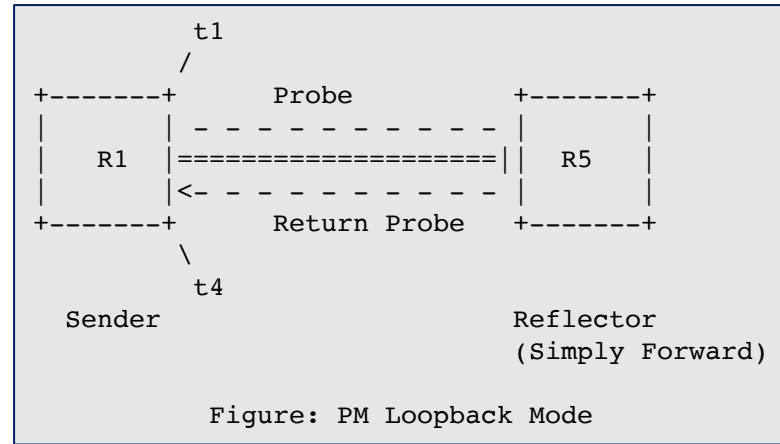 t1
Probe
R1 R5
Return Probe
t4
Sender Reflector
(Simply Forward)
Figure: PM Loopback Mode